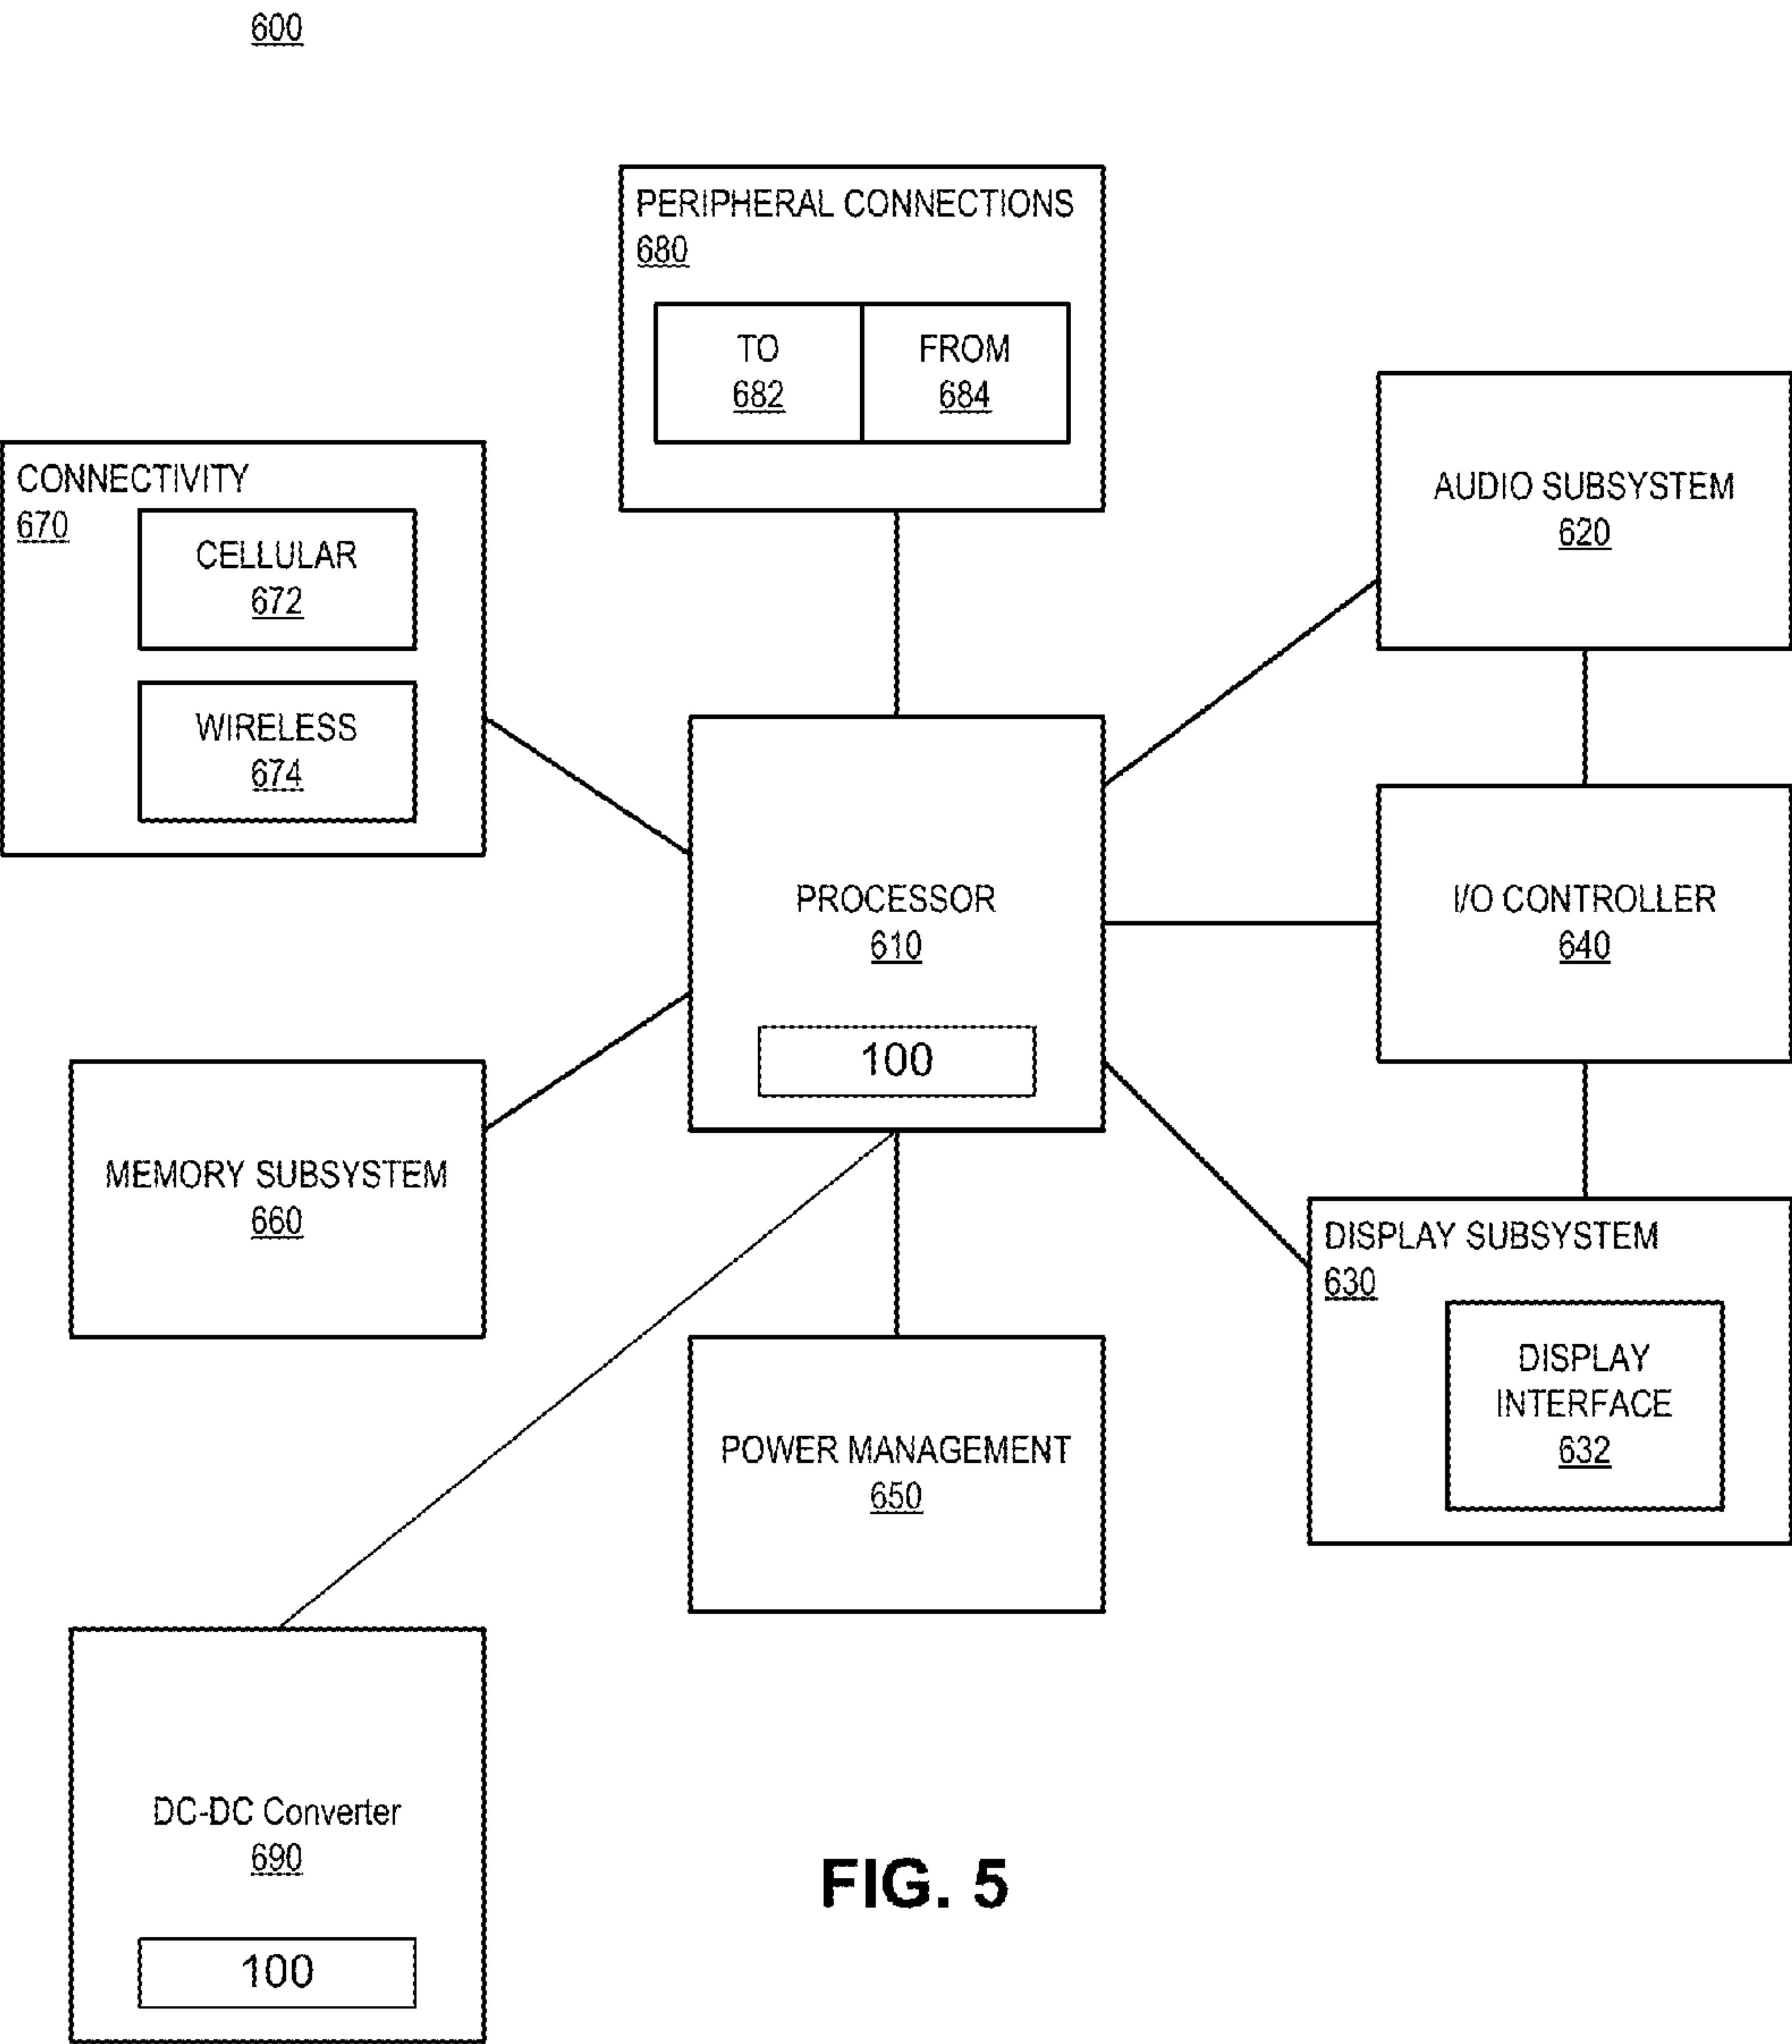 600
PERIPHERAL CONNECTIONS
680
TO
682
FROM
684
CONNECTIVITY
670
CELLULAR
672
WIRELESS
674
AUDIO SUBSYSTEM
620
PROCESSOR
610
100
I/O CONTROLLER
640
MEMORY SUBSYSTEM
660
DISPLAY SUBSYSTEM
630
DISPLAY
INTERFACE
632
POWER MANAGEMENT
650
DC-DC Converter
690
100
FIG. 5